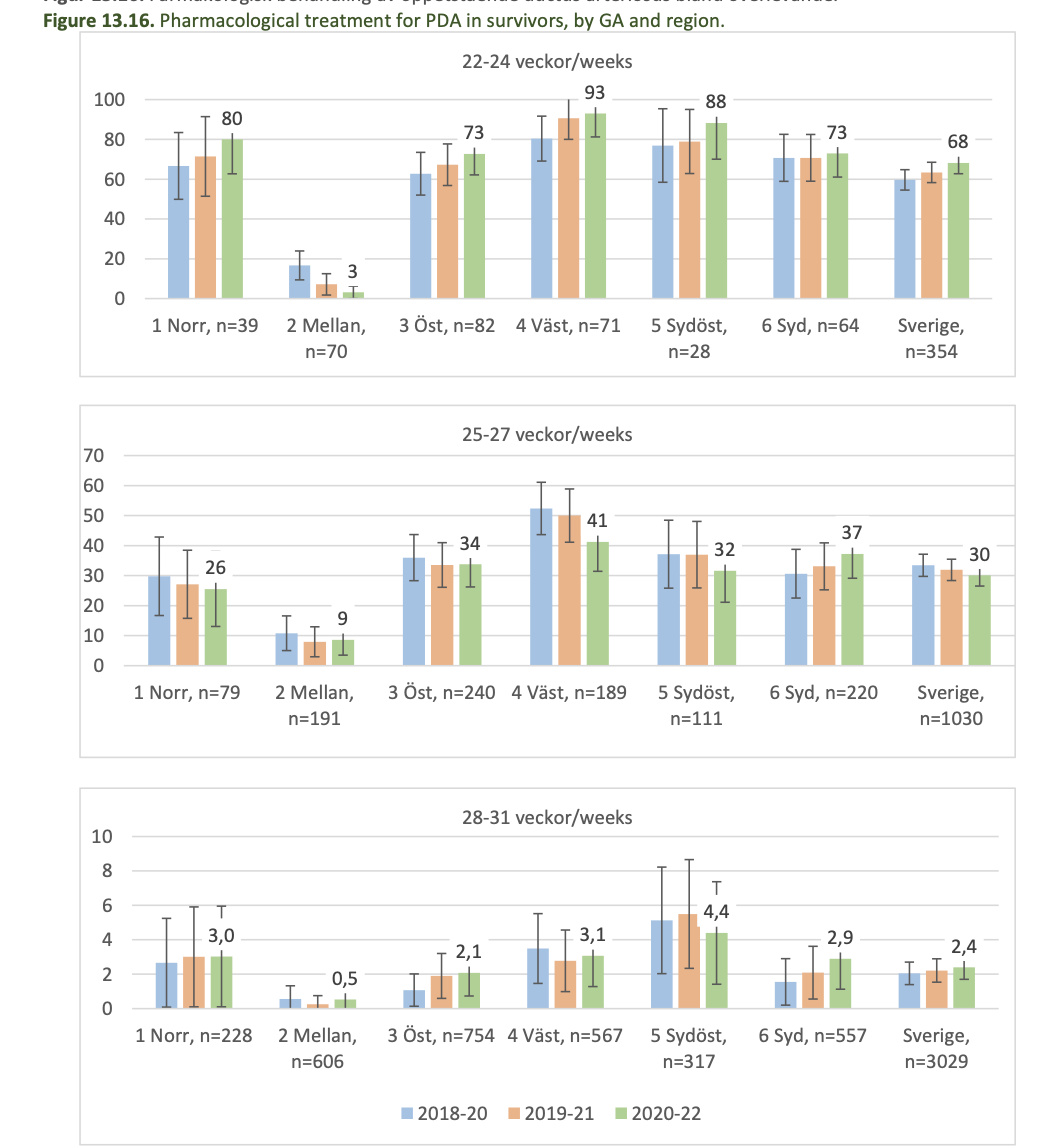 Figure 13.16. Pharmacological treatment for PDA in survivors, by GA and region.
22-24 veckor/weeks
100
80
60
40
20
0
80
3
73
93
88
73
68
1 Norr, n=39
2 Mellan,
n=70
3 Öst, n=82
4 Väst, n=71
5 Sydöst,
n=28
6 Syd, n=64
Sverige,
n=354
25-27 veckor/weeks
70
60
50
40
30
20
10
0
26
9
34
41
32
37
30
1 Norr, n=79
2 Mellan,
n=191
3 Öst, n=240
4 Väst, n=189
5 Sydöst,
n=111
6 Syd, n=220
Sverige,
n=1030
28-31 veckor/weeks
10
8
6
4
2
0
3,0
0,5
2,1
3,1
4,4
2,9
2,4
1 Norr, n=228
2 Mellan,
n=606
3 Öst, n=754
4 Väst, n=567
5 Sydöst,
n=317
6 Syd, n=557
Sverige,
n=3029
2018-20
2019-21
2020-22